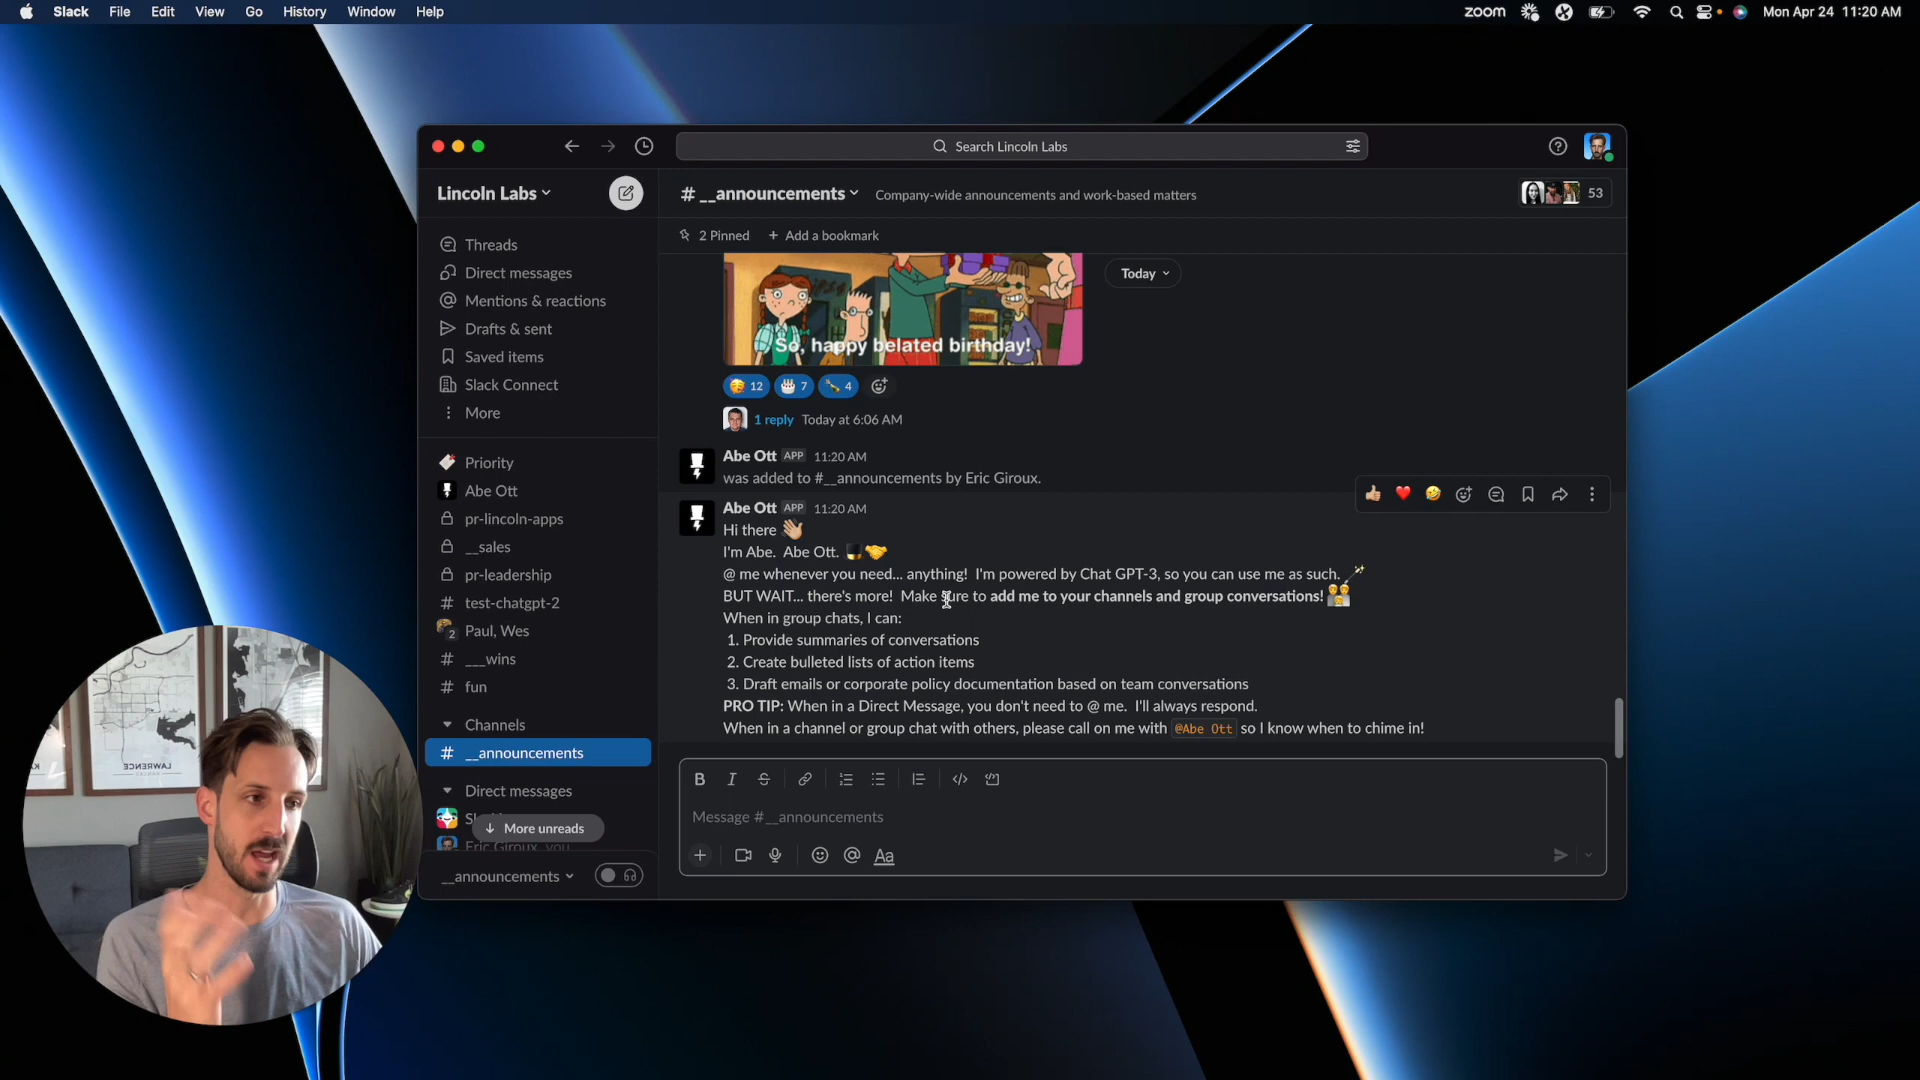 Slack File Edit View Go History Window Help
zoom Mon Apr 24 11:20 AM
Search Lincoln Labs
Lincoln Labs
# __announcements Company-wide announcements and work-based matters
53
2 Pinned + Add a bookmark
Threads
Direct messages
Mentions & reactions
Drafts & sent
Saved items
Slack Connect
More
Priority
Abe Ott
pr-lincoln-apps
__sales
pr-leadership
# test-chatgpt-2
2 Paul, Wes
# ___wins
# fun
Channels
# __announcements
Direct messages
More unreads
Eric Giroux, you
__announcements
Today
So, happy belated birthday!
12 7 4
1 reply Today at 6:06 AM
Abe Ott APP 11:20 AM
was added to #__announcements by Eric Giroux.
Abe Ott APP 11:20 AM
Hi there
I'm Abe. Abe Ott.
@ me whenever you need... anything! I'm powered by Chat GPT-3, so you can use me as such.
BUT WAIT... there's more! Make sure to add me to your channels and group conversations!
When in group chats, I can:
1. Provide summaries of conversations
2. Create bulleted lists of action items
3. Draft emails or corporate policy documentation based on team conversations
PRO TIP: When in a Direct Message, you don't need to @ me. I'll always respond.
When in a channel or group chat with others, please call on me with @Abe Ott so I know when to chime in!
B I S
Message #__announcements
Aa
LAWRENCE